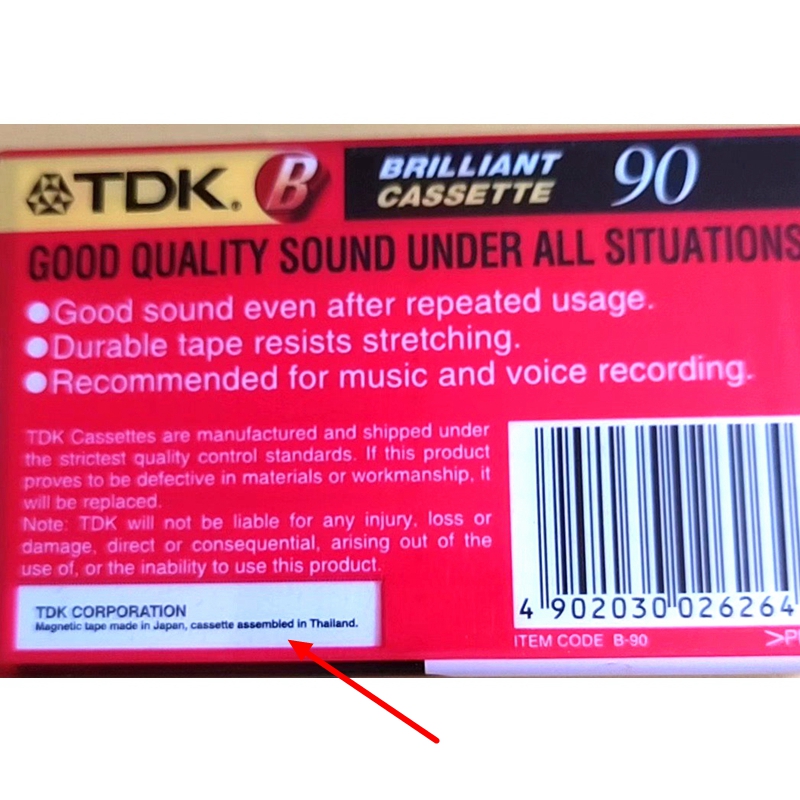 TDK® B BRILLIANT CASSETTE 90
GOOD QUALITY SOUND UNDER ALL SITUATIONS
●Good sound even after repeated usage.
●Durable tape resists stretching.
●Recommended for music and voice recording.
TDK Cassettes are manufactured and shipped under
the strictest quality control standards. If this product
proves to be defective in materials or workmanship, it
will be replaced.
Note: TDK will not be liable for any injury, loss or
damage, direct or consequential, arising out of the
use of, or the inability to use this product.
TDK CORPORATION
Magnetic tape made in Japan, cassette assembled in Thailand.
4 902030 026264
ITEM CODE B-90